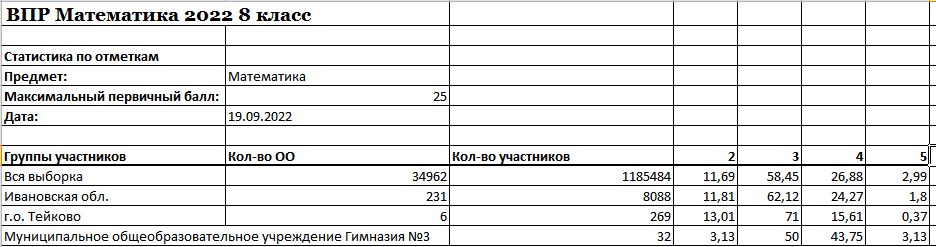 ВПР Математика 2022 8 класс
Статистика по отметкам
Предмет: Математика
Максимальный первичный балл: 25
Дата: 19.09.2022
Группы участников Кол-во ОО Кол-во участников 2 3 4 5
Вся выборка 34962 1185484 11,69 58,45 26,88 2,99
Ивановская обл. 231 8088 11,81 62,12 24,27 1,8
г.о. Тейково 6 269 13,01 71 15,61 0,37
Муниципальное общеобразовательное учреждение Гимназия №3 32 3,13 50 43,75 3,13